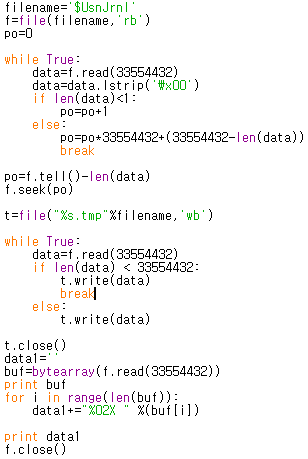 filename='$UsnJrnl'
f=file(filename,'rb')
po=0
while True:
    data=f.read(33554432)
    data=data.lstrip('₩x00')
    if len(data)<1:
        po=po+1
    else:
        po=po*33554432+(33554432-len(data))
        break
po=f.tell()-len(data)
f.seek(po)
t=file("%s.tmp"%filename,'wb')
while True:
    data=f.read(33554432)
    if len(data) < 33554432:
        t.write(data)
        break
    else:
        t.write(data)
t.close()
data1=''
buf=bytearray(f.read(33554432))
print buf
for i in range(len(buf)):
    data1+="%02X " %(buf[i])
print data1
f.close()